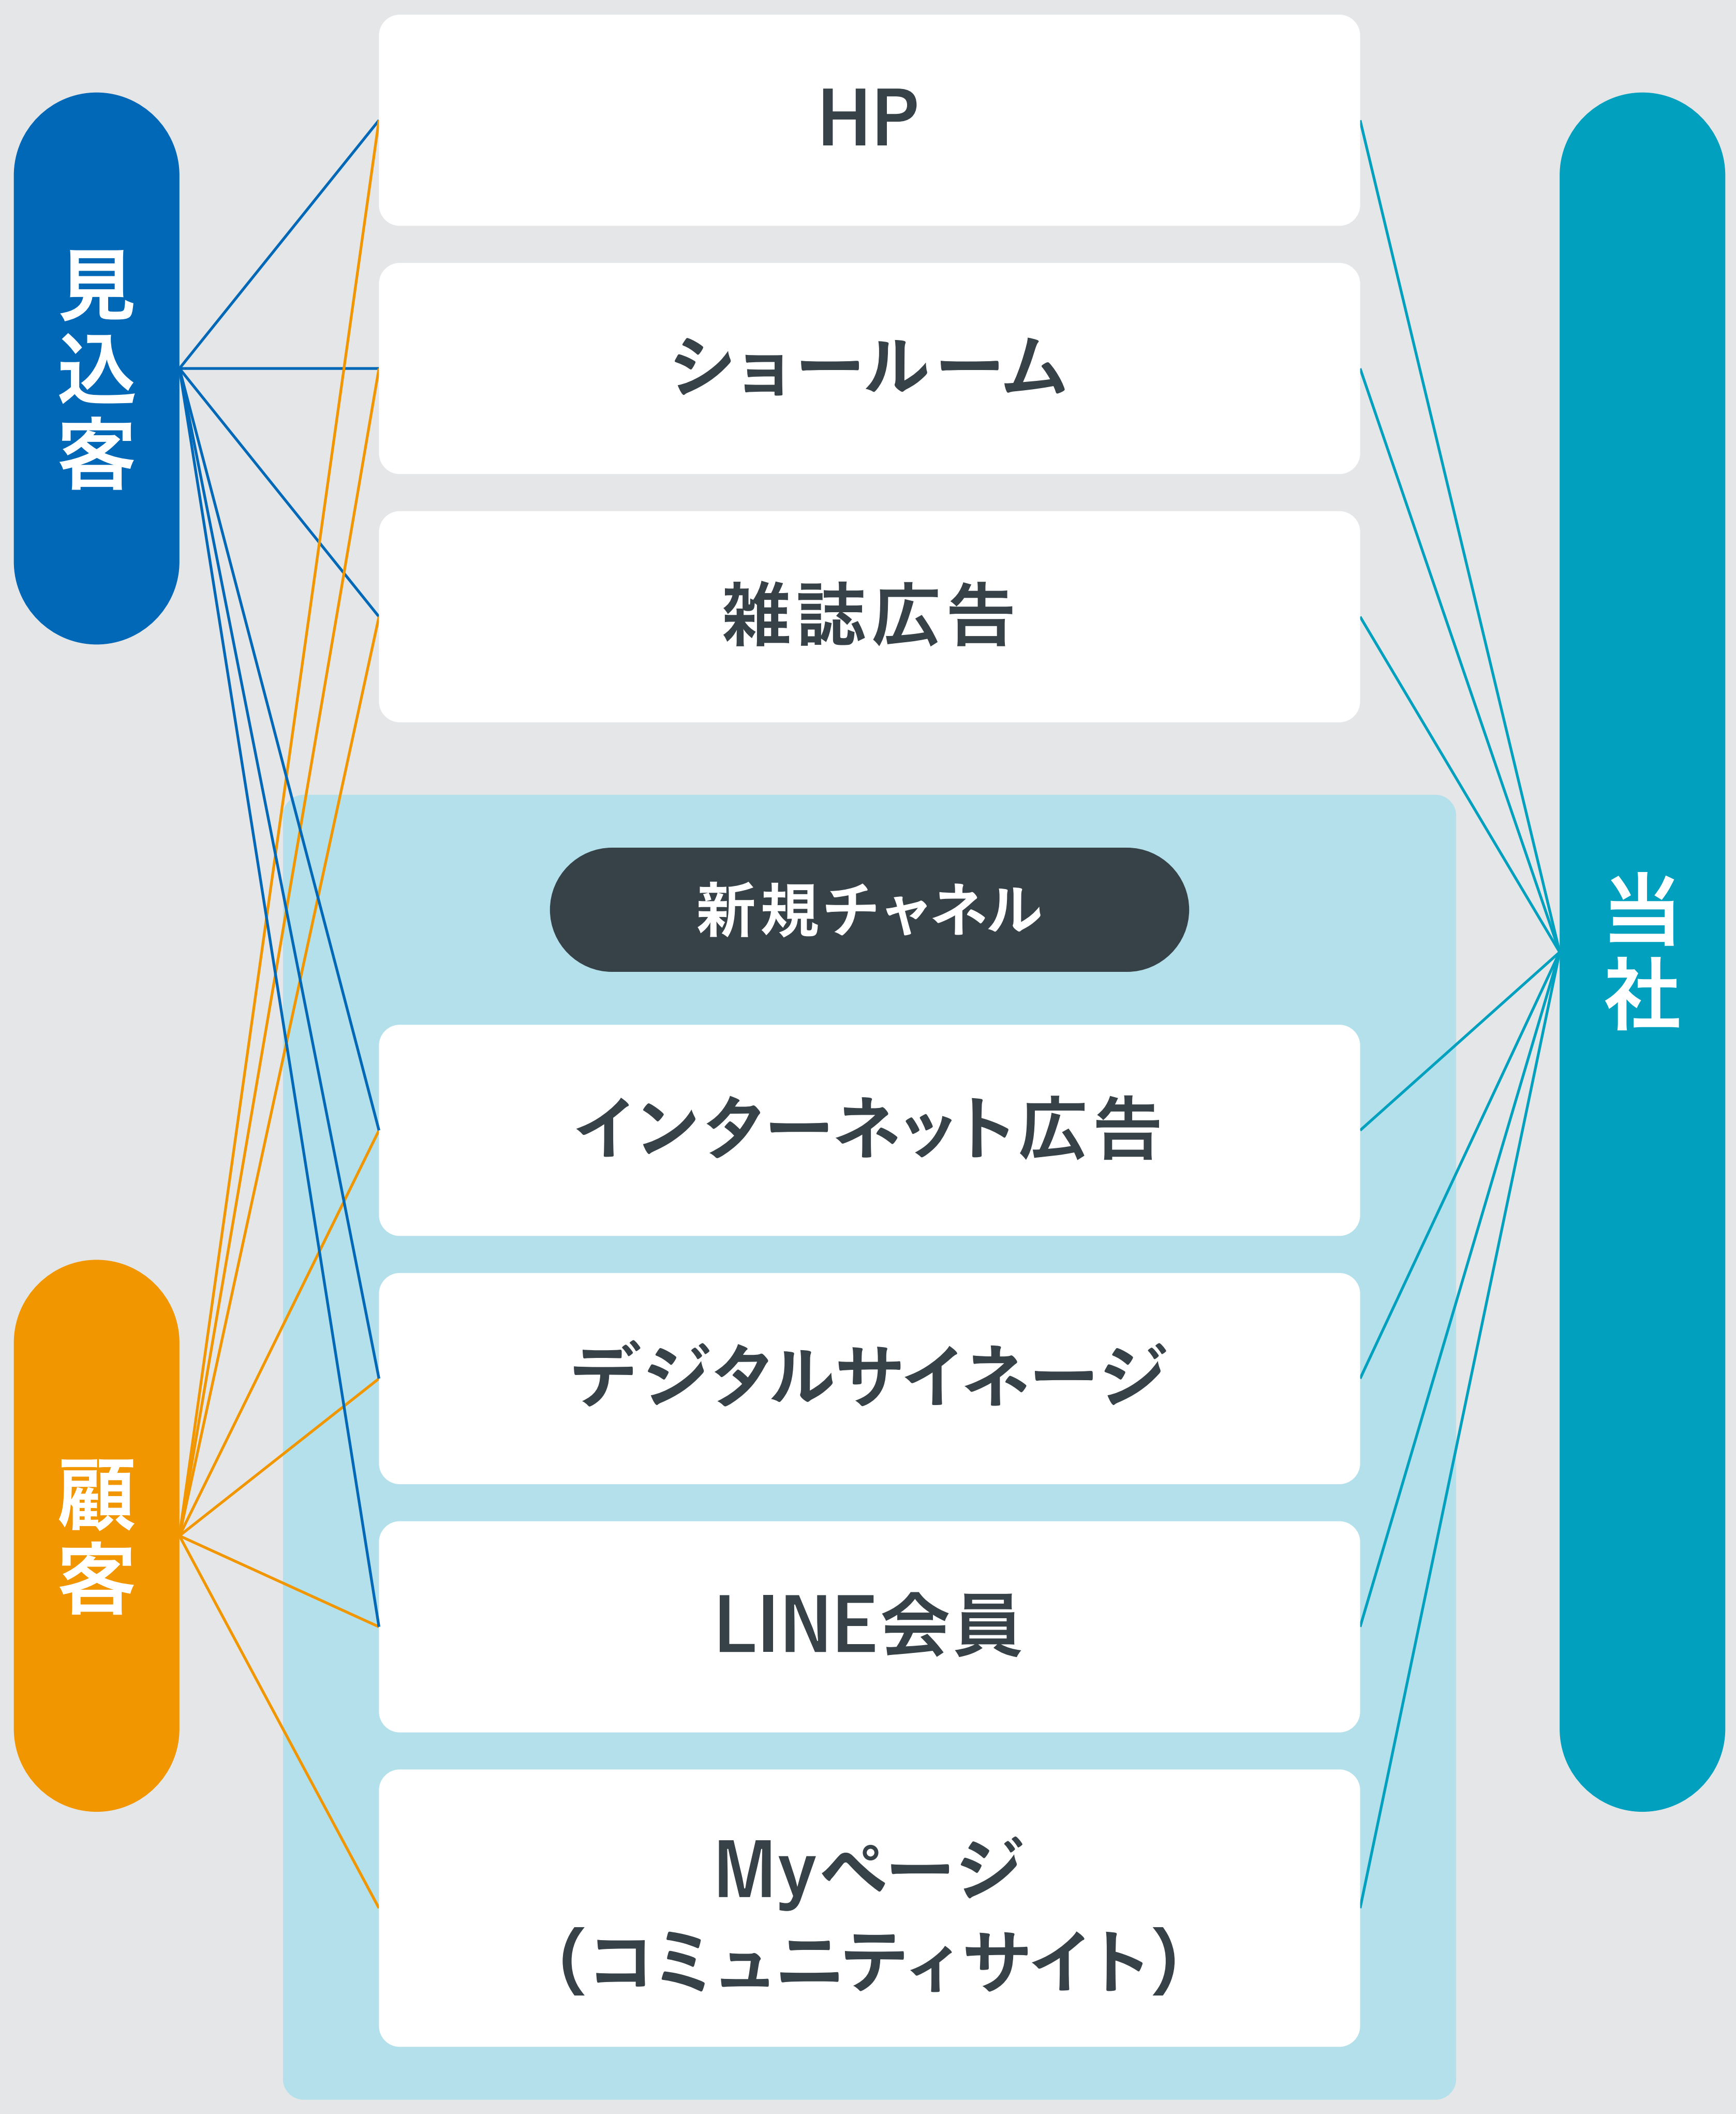 見込客
顧客
HP
ショールーム
雑誌広告
新規チャネル
インターネット広告
デジタルサイネージ
LINE会員
Myページ
(コミュニティサイト)
当社